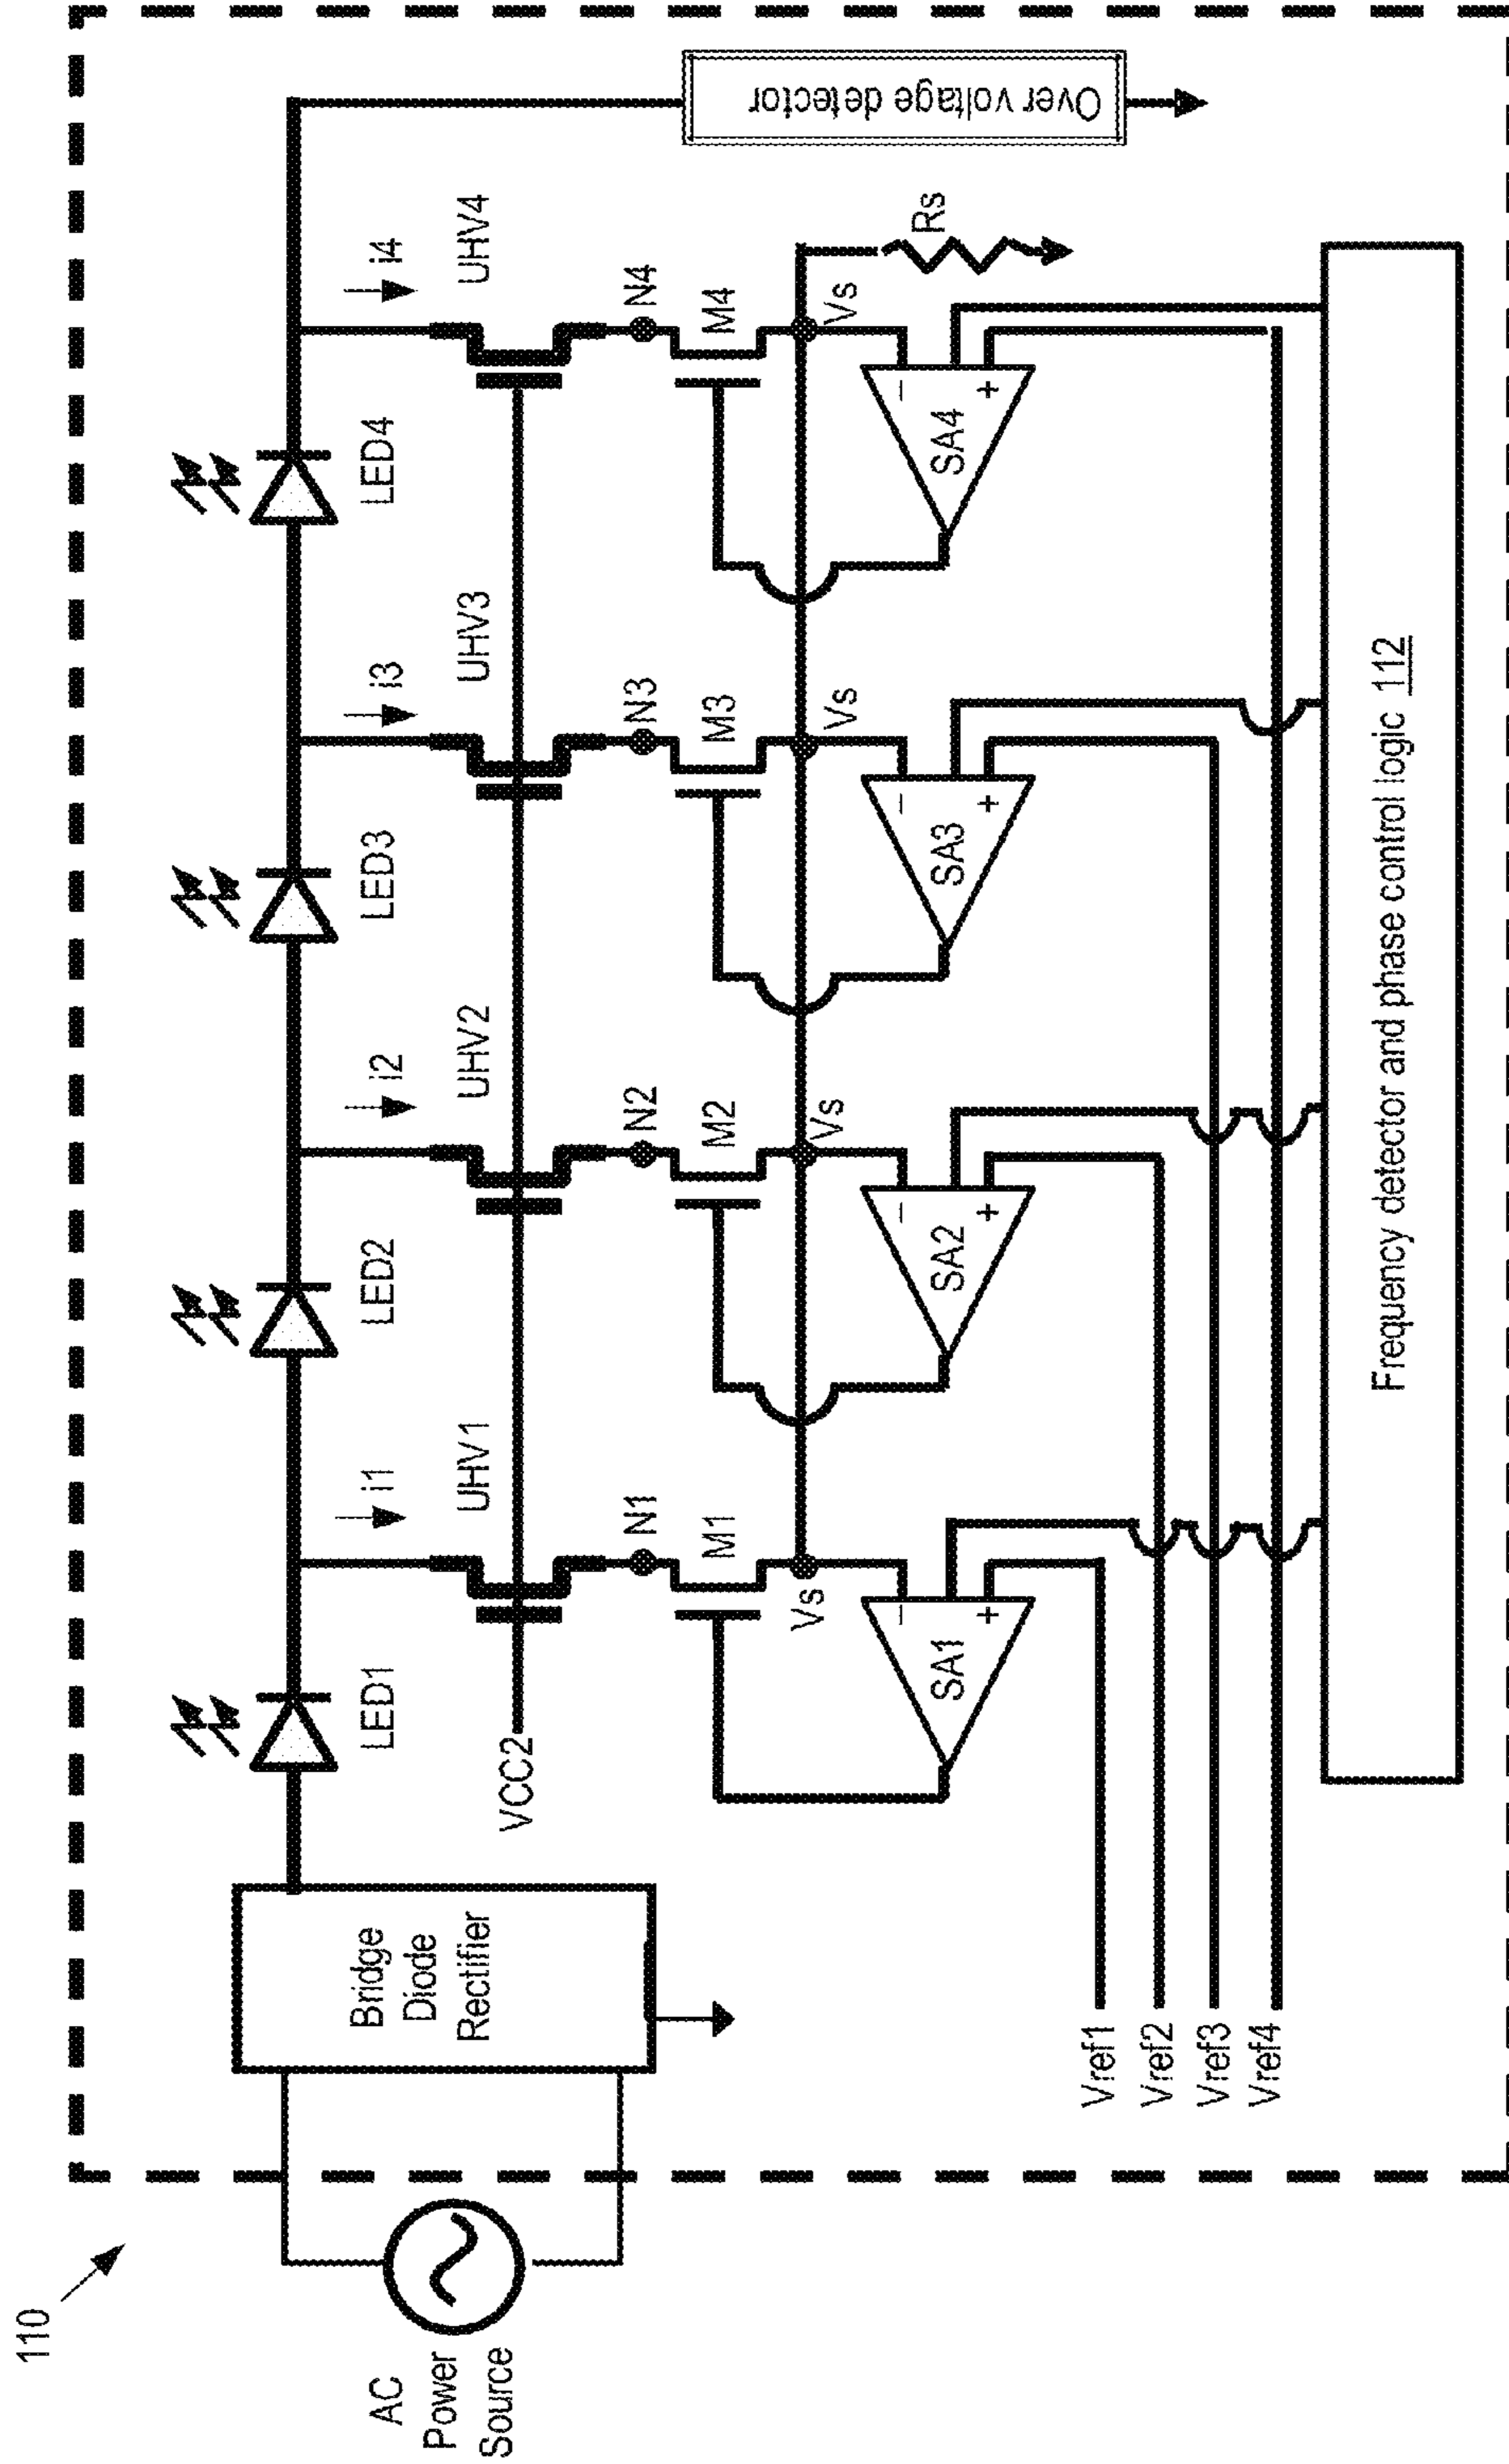 110
AC
Power
Source
Bridge
Diode
Rectifier
LED1
LED2
LED3
LED4
i1
i2
i3
i4
UHV1
UHV2
UHV3
UHV4
VCC2
N1
N2
N3
N4
M1
M2
M3
M4
Vs
Vs
Vs
Vs
Rs
Over voltage detector
SA1
SA2
SA3
SA4
−
+
−
+
−
+
−
+
Vref1
Vref2
Vref3
Vref4
Frequency detector and phase control logic 112